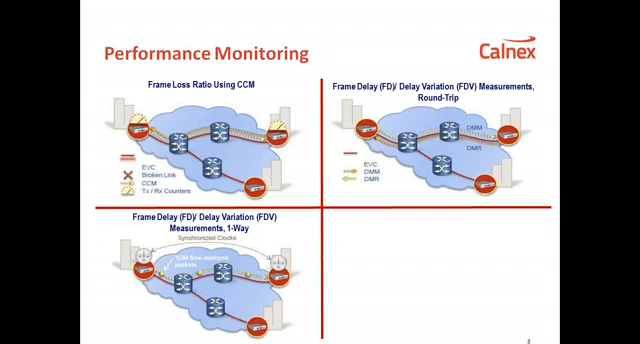 Performance Monitoring
Calnex
Frame Loss Ratio Using CCM
EVC
Broken Link
CCM
Tx / Rx Counters
Frame Delay (FD)/ Delay Variation (FDV) Measurements,
Round-Trip
DMM
DMR
EVC
DMM
DMR
Frame Delay (FD)/ Delay Variation (FDV)
Measurements, 1-Way
Synchronized Clocks
1DM time-stamped
packets
3